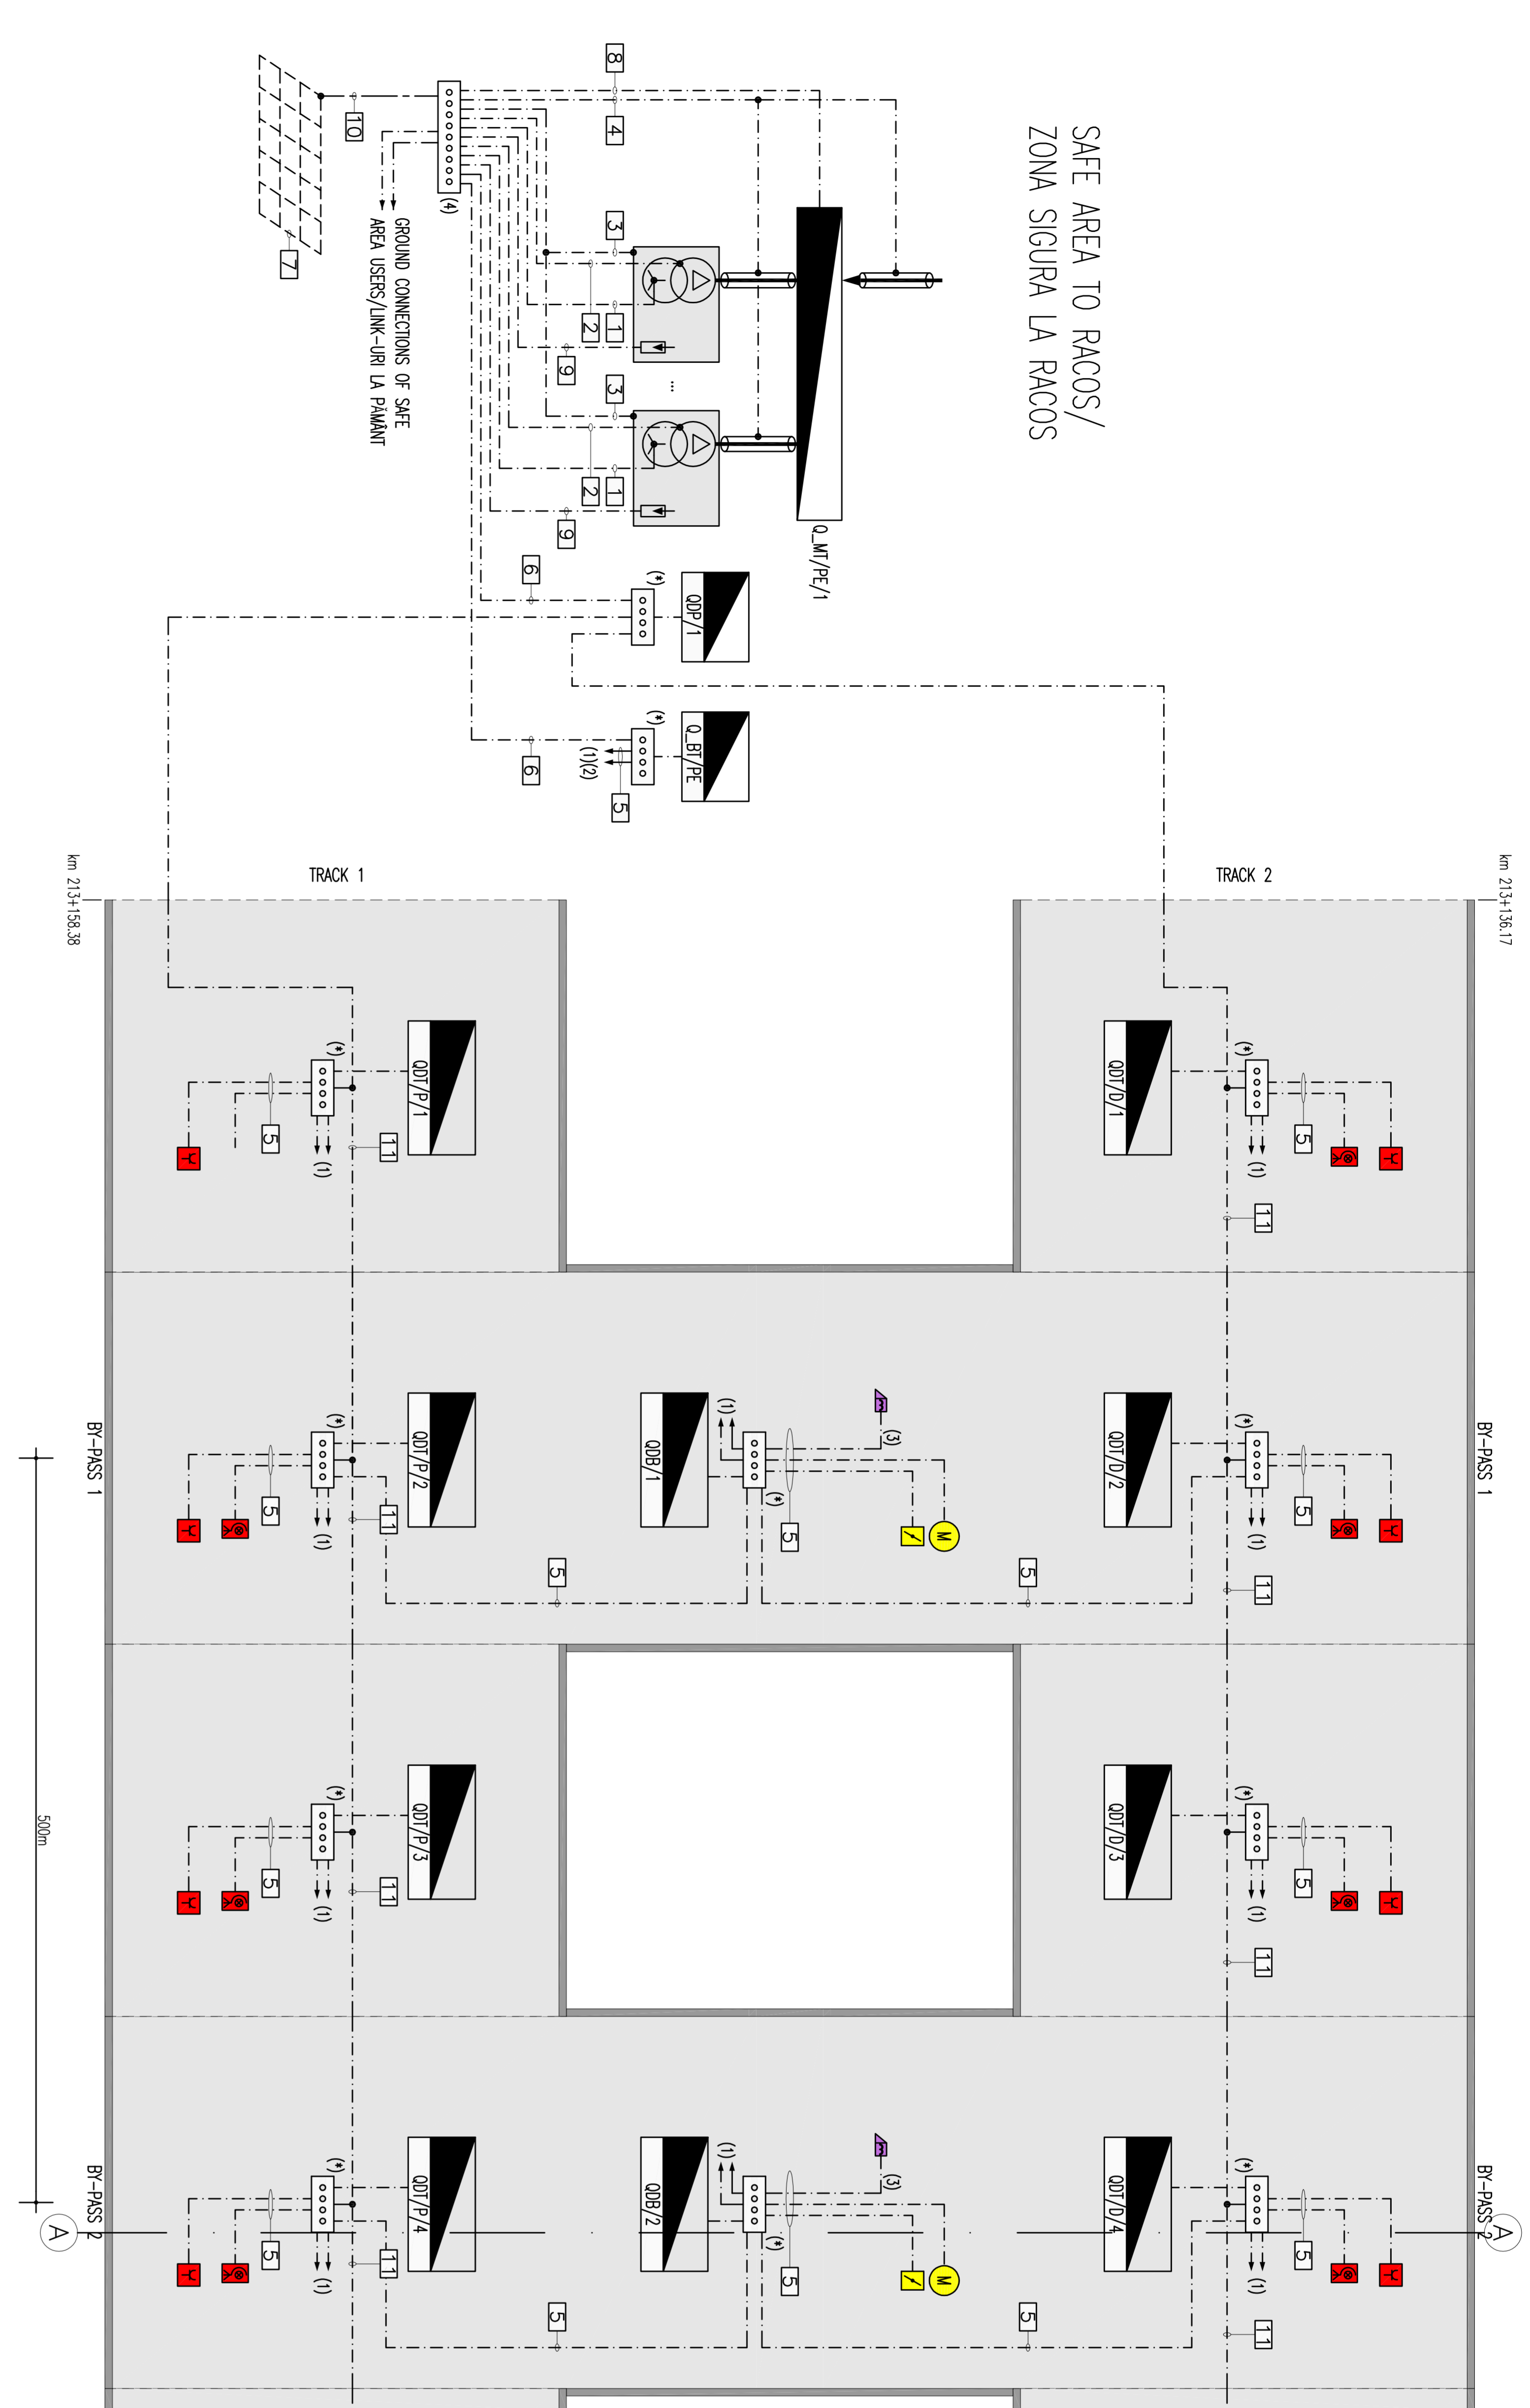 SAFE AREA TO RACOS/
ZONA SIGURA LA RACOS
km 213+136.17
TRACK 2
BY-PASS 1
BY-PASS 2
A
8
4
3
1
2
9
...
3
1
2
9
Q_MT/PE/1
10
7
(4)
GROUND CONNECTIONS OF SAFE
AREA USERS/LINK-URI LA PĂMÂNT
6
(*)
QDP/1
6
(*)
Q_BT/PE
(1)(2)
5
(*)
QDT/D/1
5
(1)
11
(*)
QDT/D/2
5
(1)
11
(*)
QDT/D/3
5
(1)
11
(*)
QDT/D/4
5
(1)
11
(1)
QDB/1
(3)
(*)
5
M
5
5
(1)
QDB/2
(3)
(*)
5
M
5
5
TRACK 1
km 213+158.38
(*)
QDT/P/1
5
(1)
11
(*)
QDT/P/2
5
(1)
11
(*)
QDT/P/3
5
(1)
11
(*)
QDT/P/4
5
(1)
11
BY-PASS 1
BY-PASS 2
500m
A